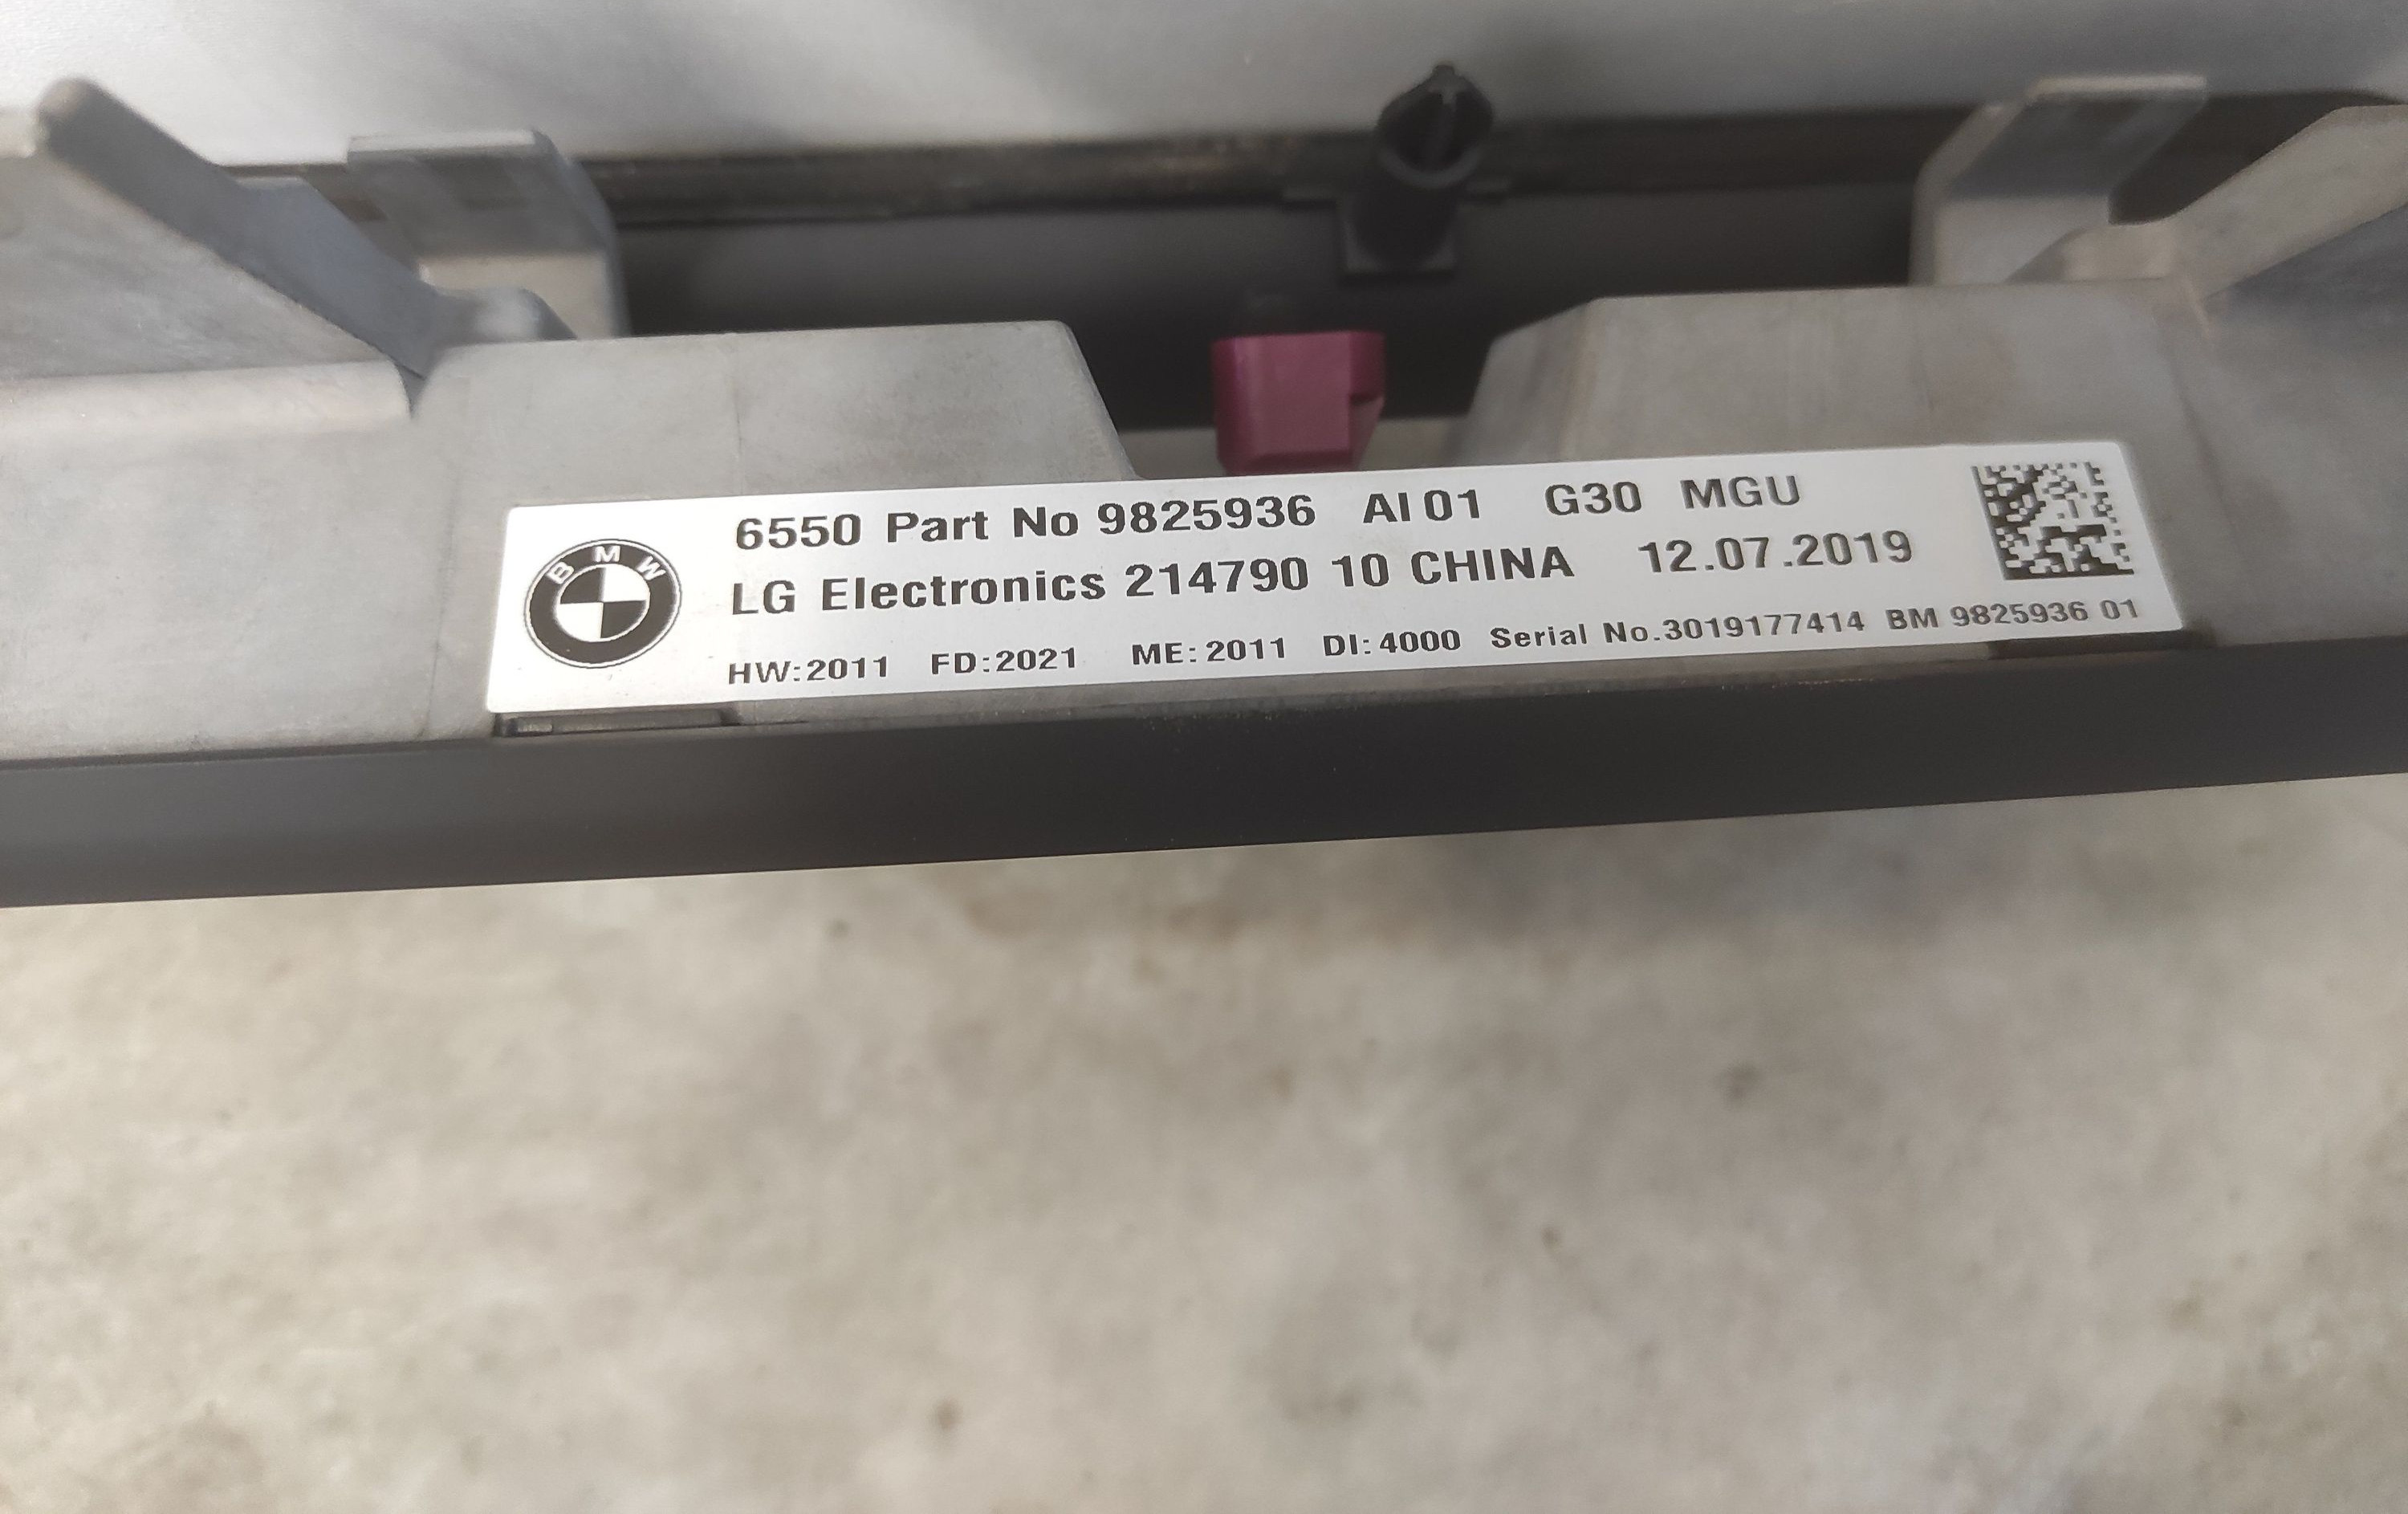 BMW
6550 Part No 9825936 AI 01 G30 MGU
LG Electronics 214790 10 CHINA 12.07.2019
HW:2011 FD:2021 ME:2011 DI:4000 Serial No.3019177414 BM 9825936 01